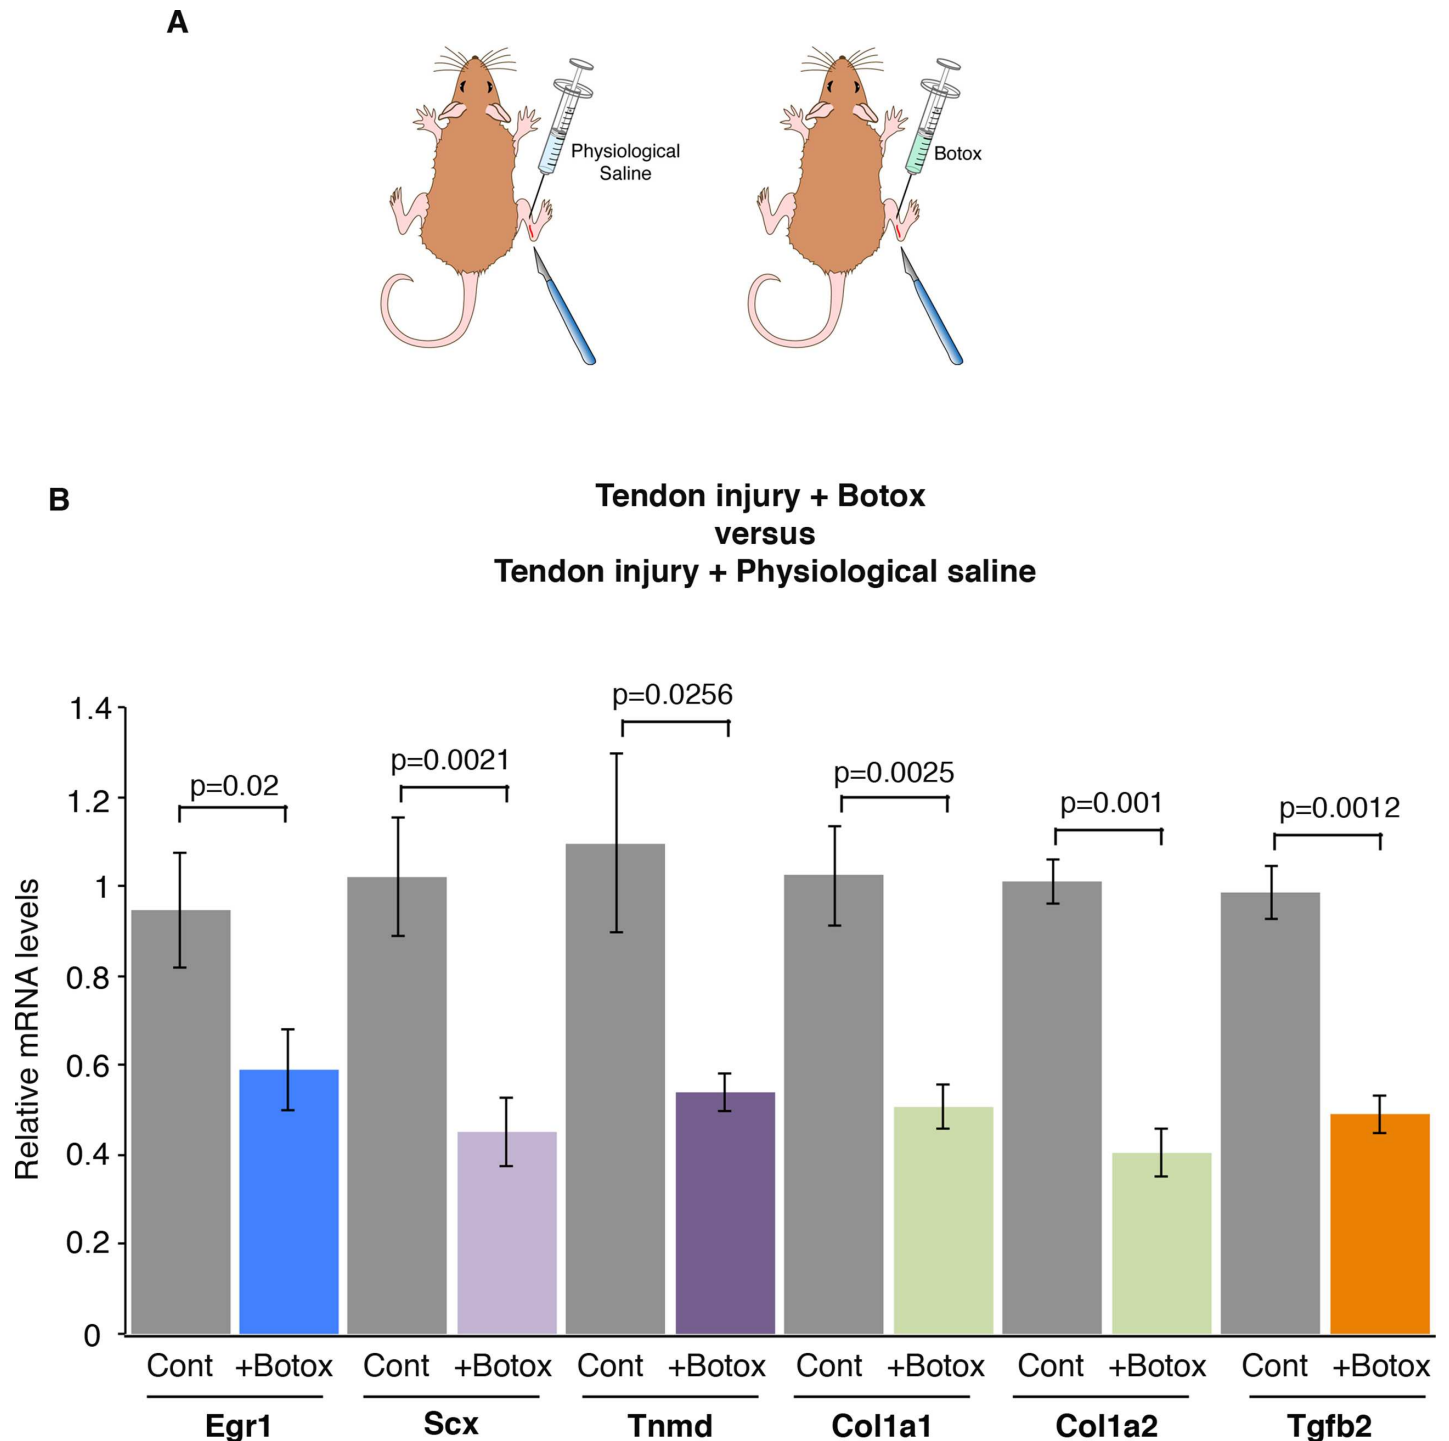 A
Physiological
Saline
Botox
B
Tendon injury + Botox
versus
Tendon injury + Physiological saline
Relative mRNA levels
1.4
1.2
1
0.8
0.6
0.4
0.2
0
p=0.02
p=0.0021
p=0.0256
p=0.0025
p=0.001
p=0.0012
Cont +Botox Cont +Botox Cont +Botox Cont +Botox Cont +Botox Cont +Botox
Egr1 Scx Tnmd Col1a1 Col1a2 Tgfb2